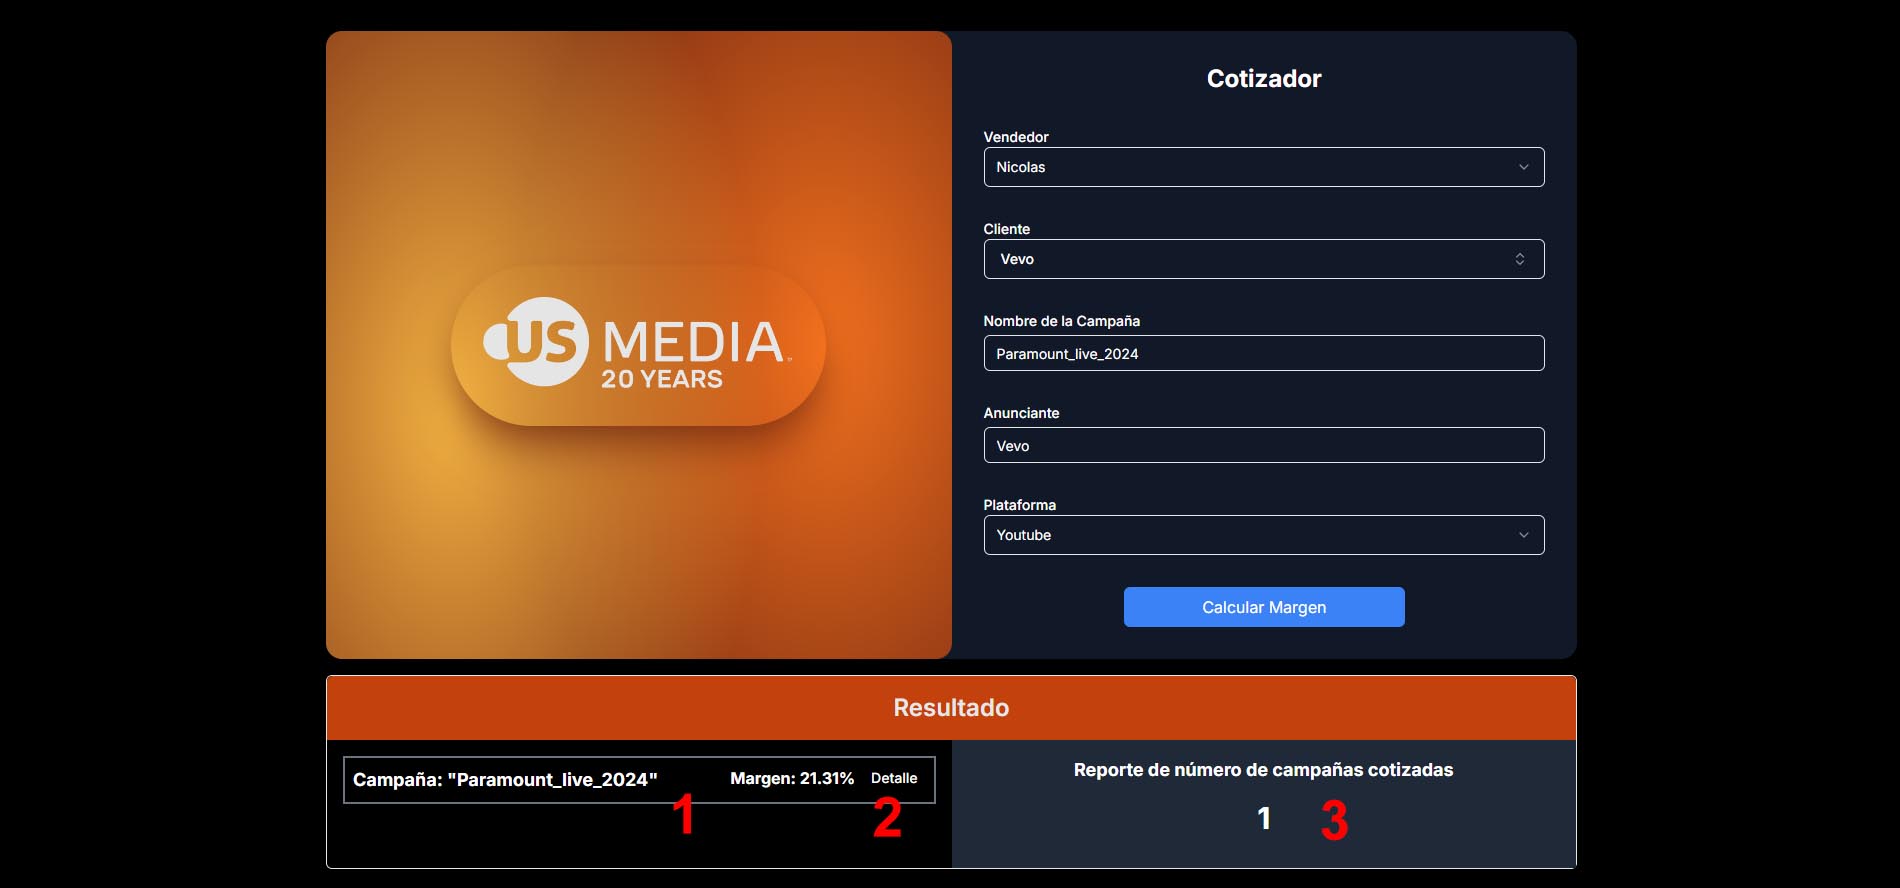 US MEDIA
20 YEARS
Cotizador
Vendedor
Nicolas
Cliente
Vevo
Nombre de la Campaña
Paramount_live_2024
Anunciante
Vevo
Plataforma
Youtube
Calcular Margen
Resultado
Campaña: "Paramount_live_2024" Margen: 21.31% Detalle
1 2
Reporte de número de campañas cotizadas
1 3